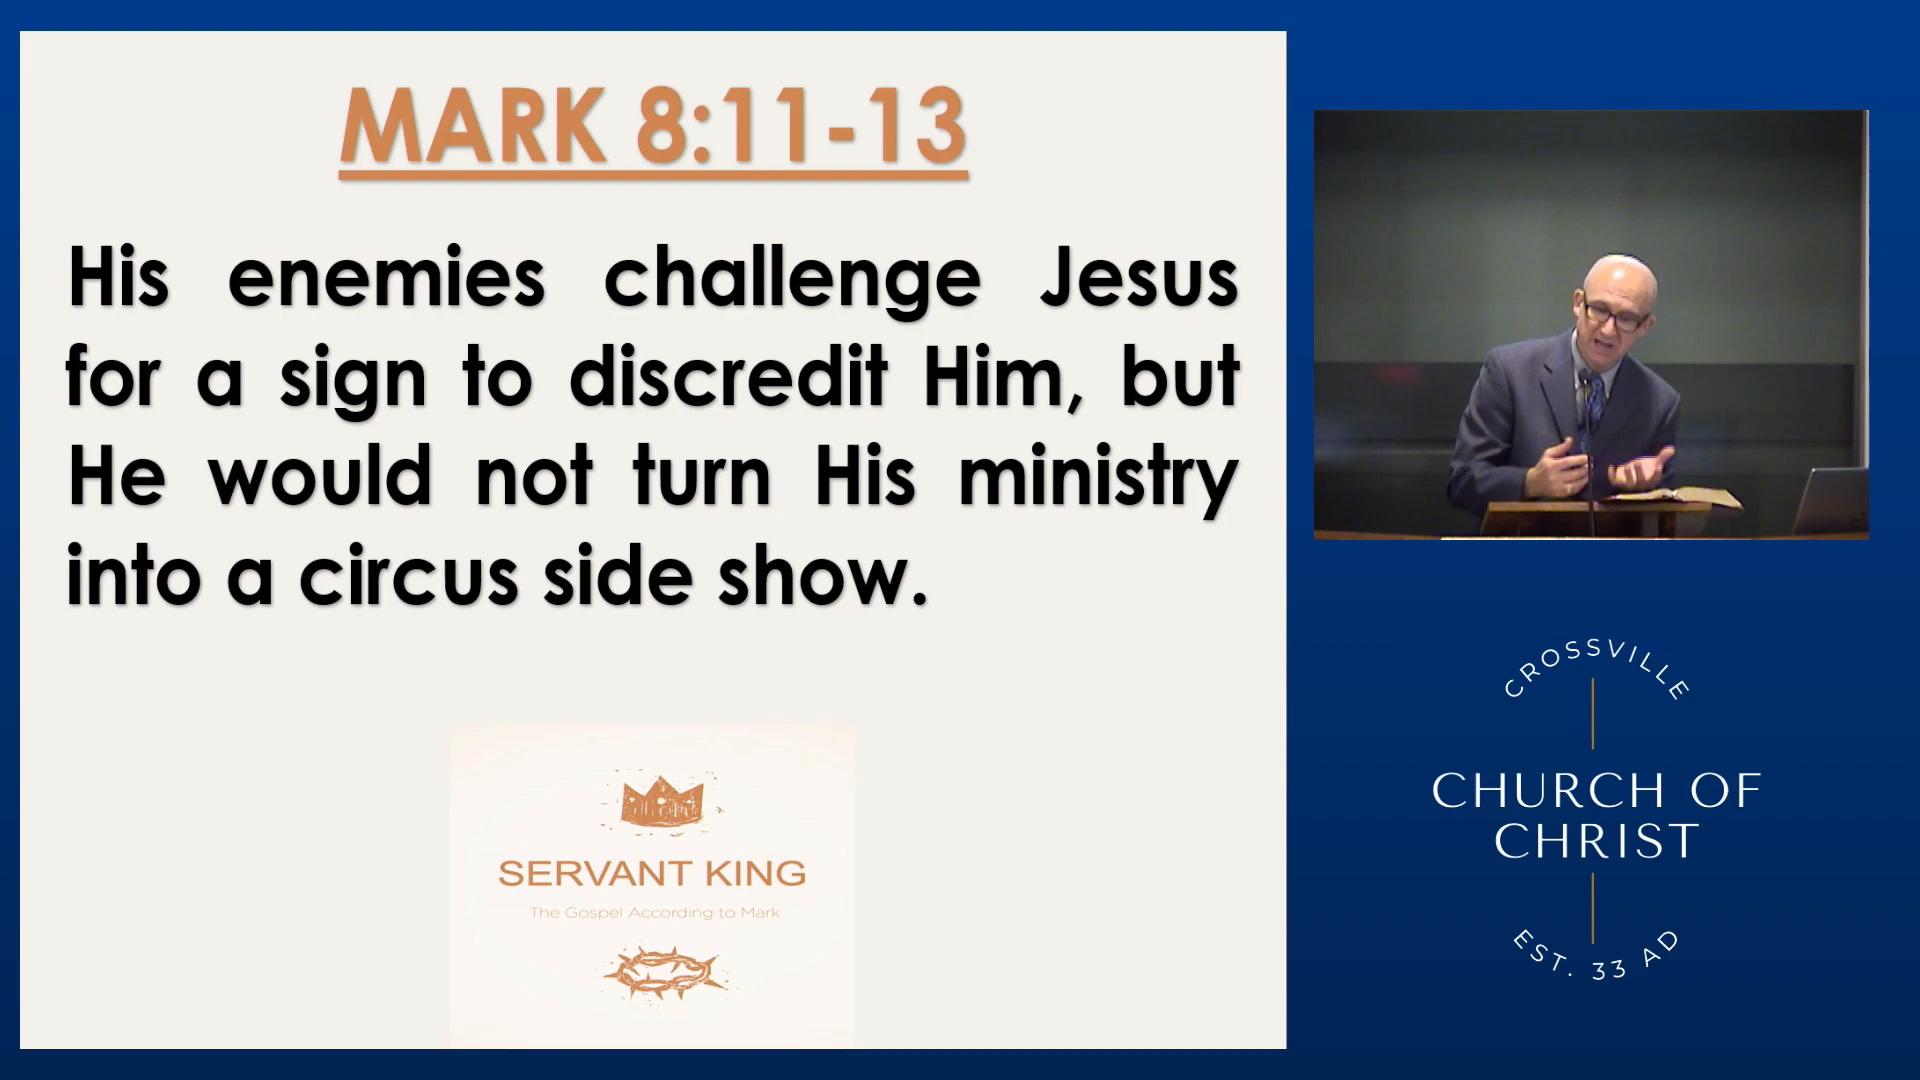 MARK 8:11-13
His enemies challenge Jesus
for a sign to discredit Him, but
He would not turn His ministry
into a circus side show.
SERVANT KING
The Gospel According to Mark
CROSSVILLE
CHURCH OF
CHRIST
EST. 33 AD